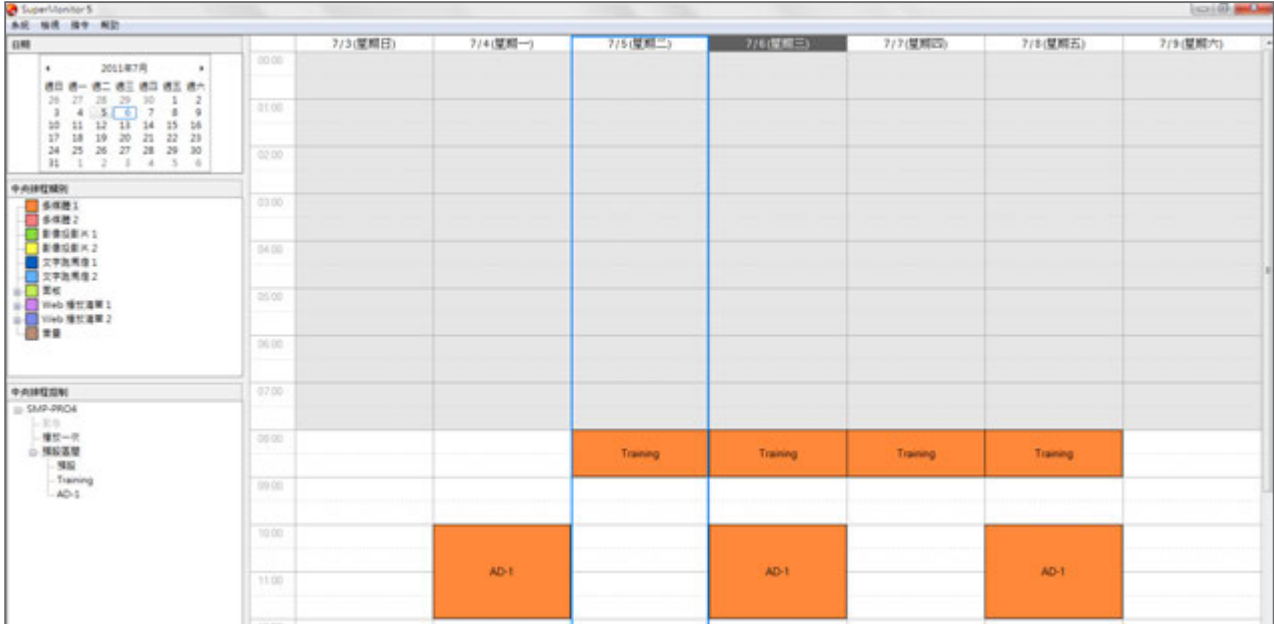 SuperMonitor 5
系統 檢視 指令 幫助
日期
2011年7月
週日 週一 週二 週三 週四 週五 週六
26 27 28 29 30 1 2
3 4 5 6 7 8 9
10 11 12 13 14 15 16
17 18 19 20 21 22 23
24 25 26 27 28 29 30
31 1 2 3 4 5 6
中央排程類別
多媒體 1
多媒體 2
影像投影片 1
影像投影片 2
文字跑馬燈 1
文字跑馬燈 2
面板
Web 播放清單 1
Web 播放清單 2
音量
中央排程控制
SMP-PRO4
播放一次
預設區間
預設
Training
AD-1
7/3(星期日) 7/4(星期一) 7/5(星期二) 7/6(星期三) 7/7(星期四) 7/8(星期五) 7/9(星期六)
00:00
01:00
02:00
03:00
04:00
05:00
06:00
07:00
08:00
Training Training Training Training
09:00
10:00
AD-1 AD-1 AD-1
11:00